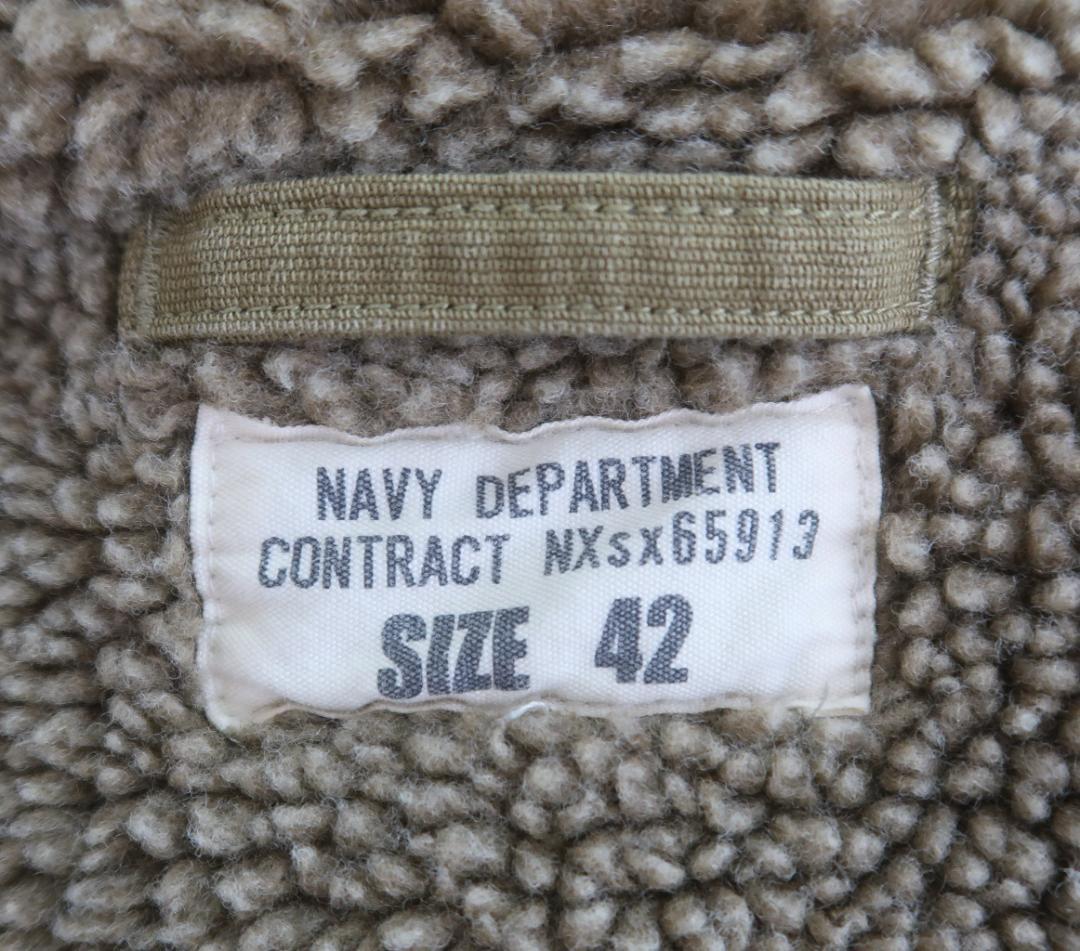 NAVY DEPARTMENT
CONTRACT NXsx65913
SIZE 42